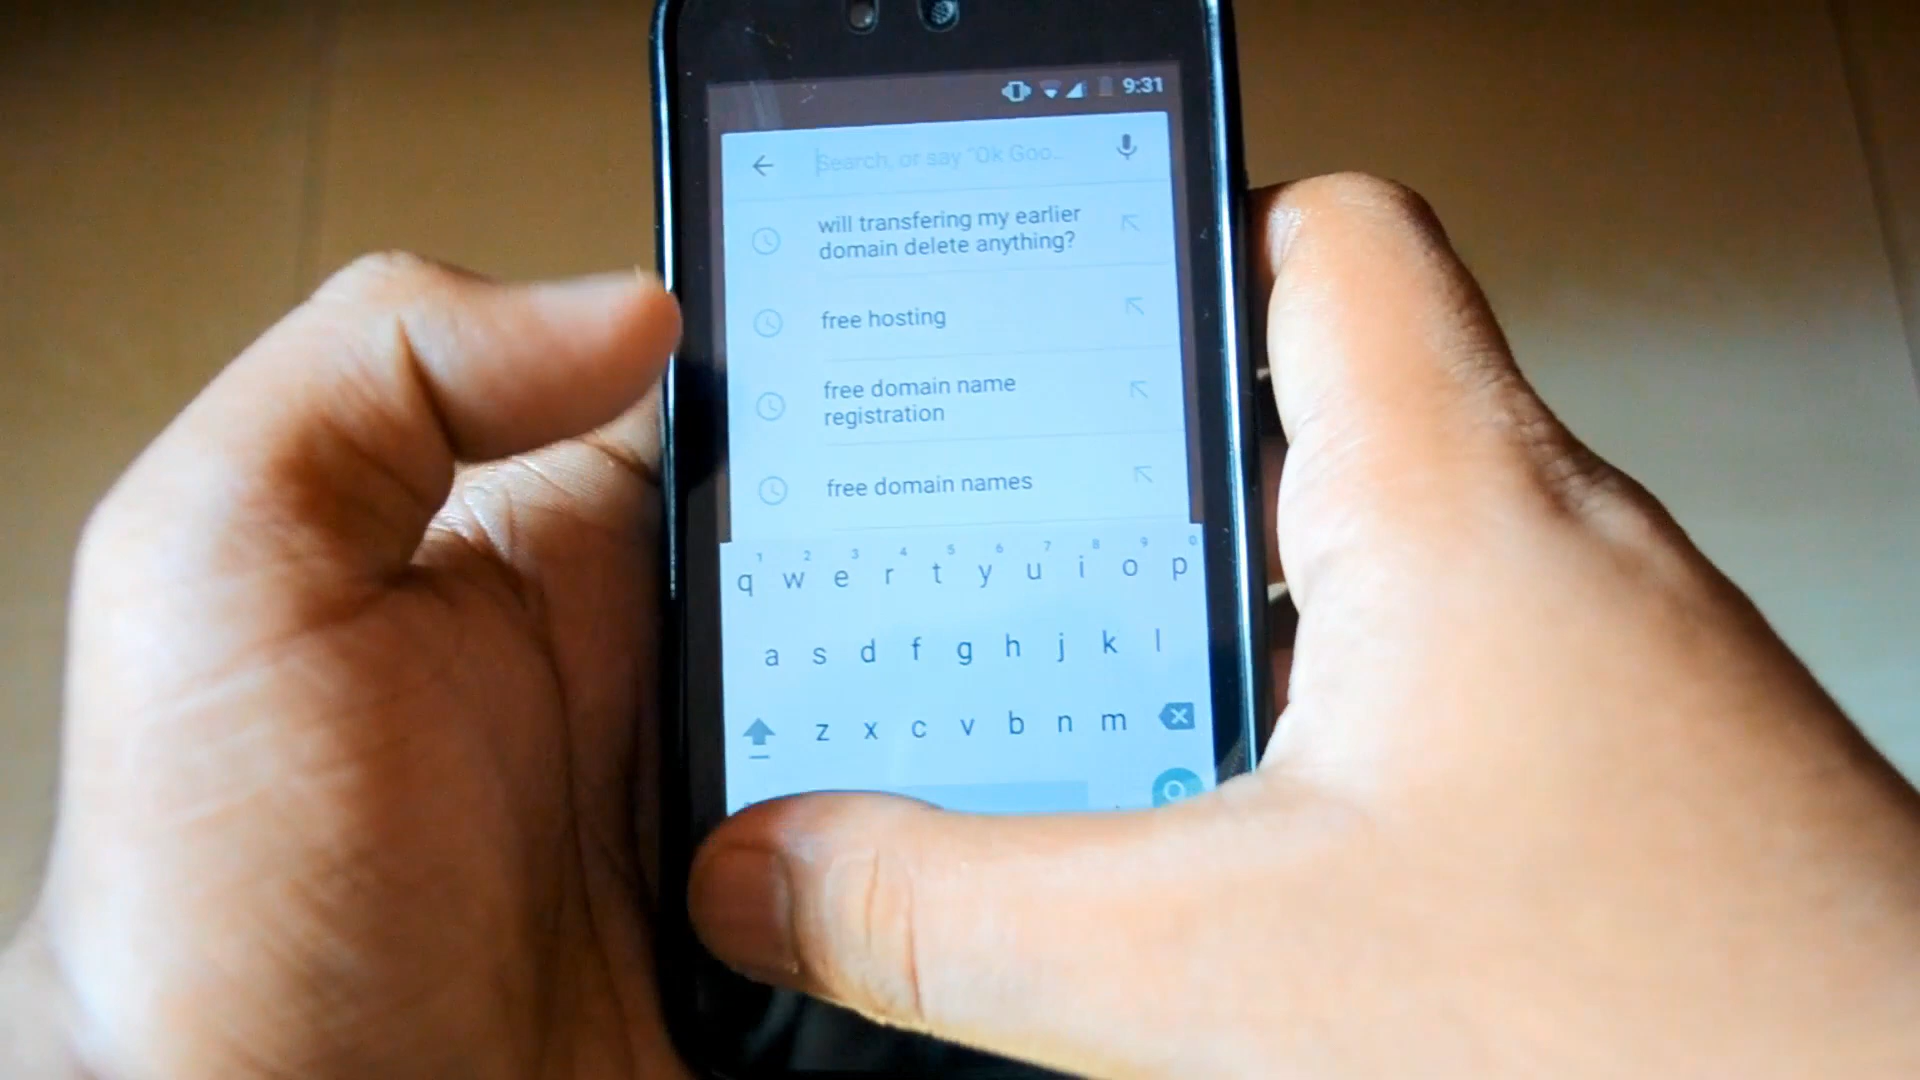 9:31
Search, or say "Ok Goo...
will transfering my earlier
domain delete anything?
free hosting
free domain name
registration
free domain names
1 2 3 4 5 6 7 8 9 0
q w e r t y u i o p
a s d f g h j k l
z x c v b n m